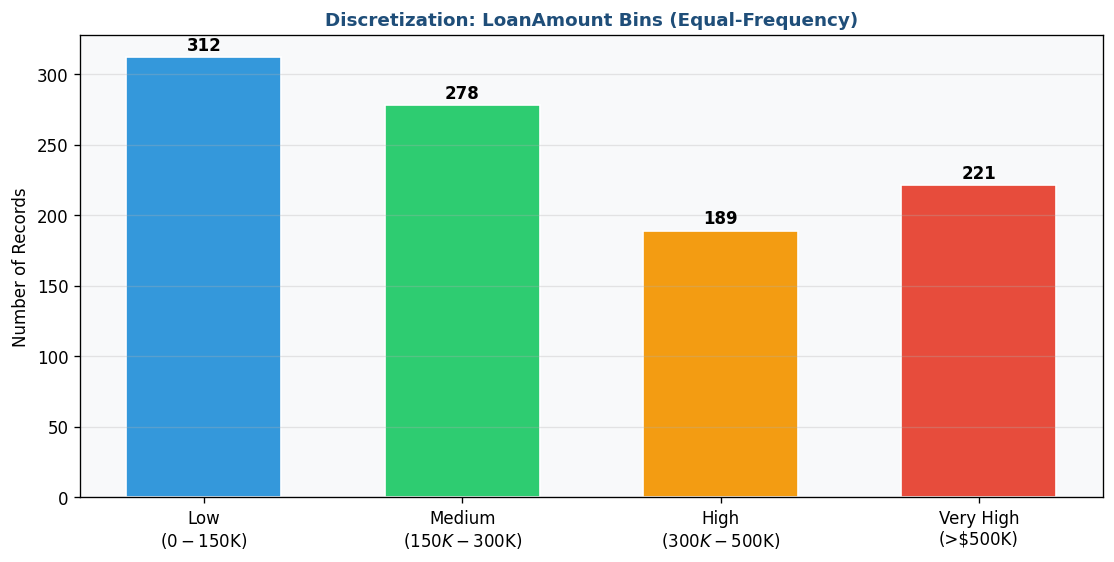 Discretization: LoanAmount Bins (Equal-Frequency)
312
278
189
221
300
250
200
150
100
50
0
Number of Records
Low
(0 − 150K)
Medium
(150K − 300K)
High
(300K − 500K)
Very High
(>$500K)